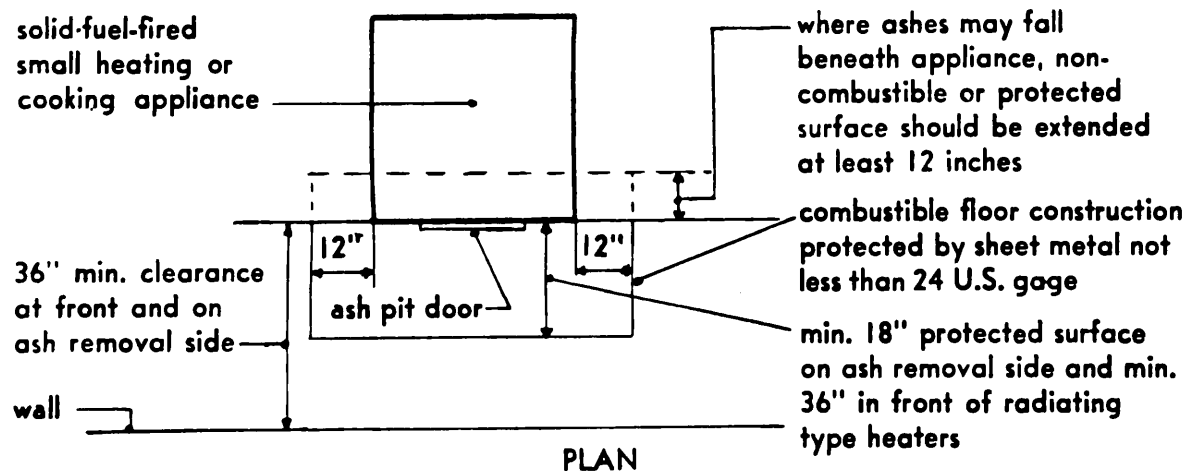 solid-fuel-fired
small heating or
cooking appliance
where ashes may fall
beneath appliance, non-
combustible or protected
surface should be extended
at least 12 inches
12"
12"
combustible floor construction
protected by sheet metal not
less than 24 U.S. gage
36" min. clearance
at front and on
ash removal side
ash pit door
min. 18" protected surface
on ash removal side and min.
36" in front of radiating
type heaters
wall
PLAN